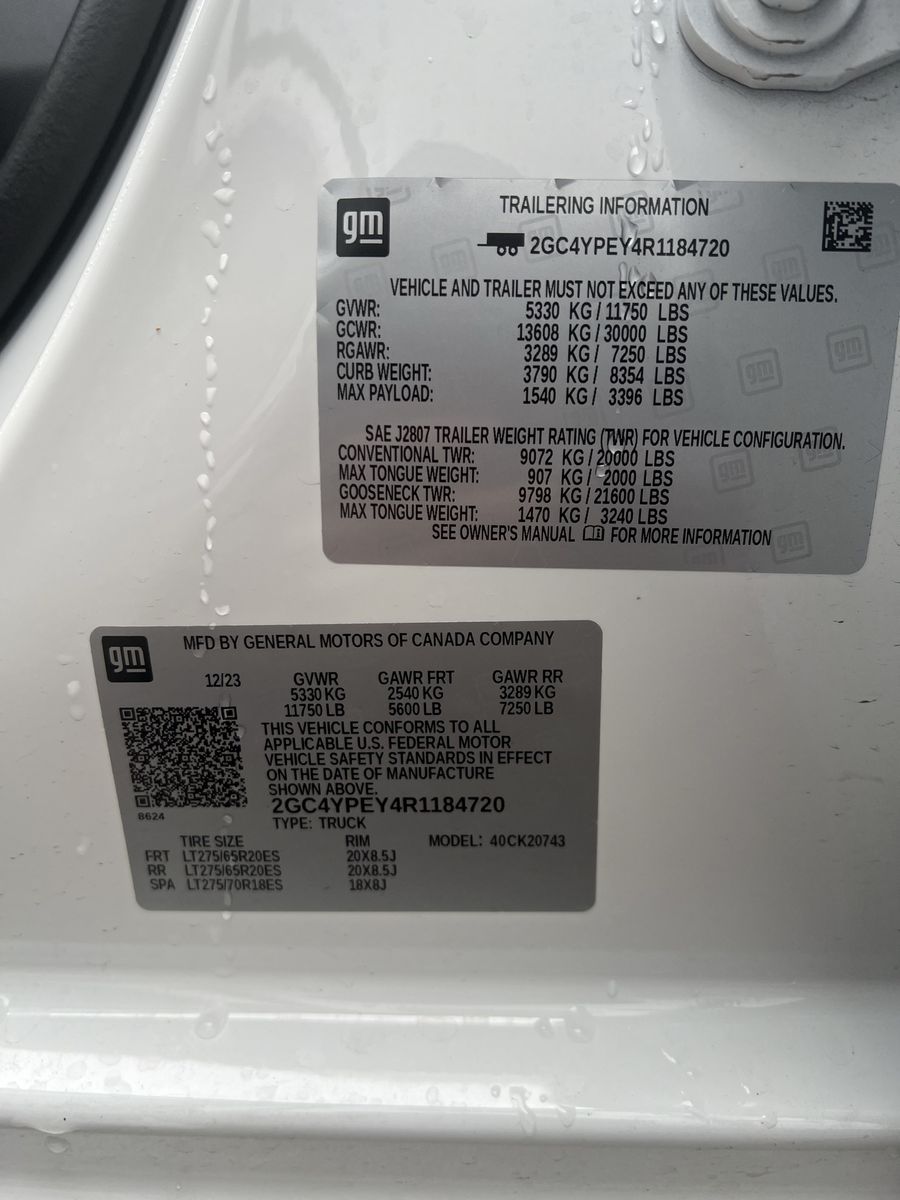 gm
TRAILERING INFORMATION
2GC4YPEY4R1184720
VEHICLE AND TRAILER MUST NOT EXCEED ANY OF THESE VALUES.
GVWR: 5330 KG / 11750 LBS
GCWR: 13608 KG / 30000 LBS
RGAWR: 3289 KG / 7250 LBS
CURB WEIGHT: 3790 KG / 8354 LBS
MAX PAYLOAD: 1540 KG / 3396 LBS
SAE J2807 TRAILER WEIGHT RATING (TWR) FOR VEHICLE CONFIGURATION.
CONVENTIONAL TWR: 9072 KG / 20000 LBS
MAX TONGUE WEIGHT: 907 KG / 2000 LBS
GOOSENECK TWR: 9798 KG / 21600 LBS
MAX TONGUE WEIGHT: 1470 KG / 3240 LBS
SEE OWNER'S MANUAL FOR MORE INFORMATION
gm
MFD BY GENERAL MOTORS OF CANADA COMPANY
12/23 GVWR GAWR FRT GAWR RR
5330 KG 2540 KG 3289 KG
11750 LB 5600 LB 7250 LB
THIS VEHICLE CONFORMS TO ALL
APPLICABLE U.S. FEDERAL MOTOR
VEHICLE SAFETY STANDARDS IN EFFECT
ON THE DATE OF MANUFACTURE
SHOWN ABOVE.
2GC4YPEY4R1184720
8624
TYPE: TRUCK
TIRE SIZE RIM MODEL: 40CK20743
FRT LT275/65R20ES 20X8.5J
RR LT275/65R20ES 20X8.5J
SPA LT275/70R18ES 18X8J